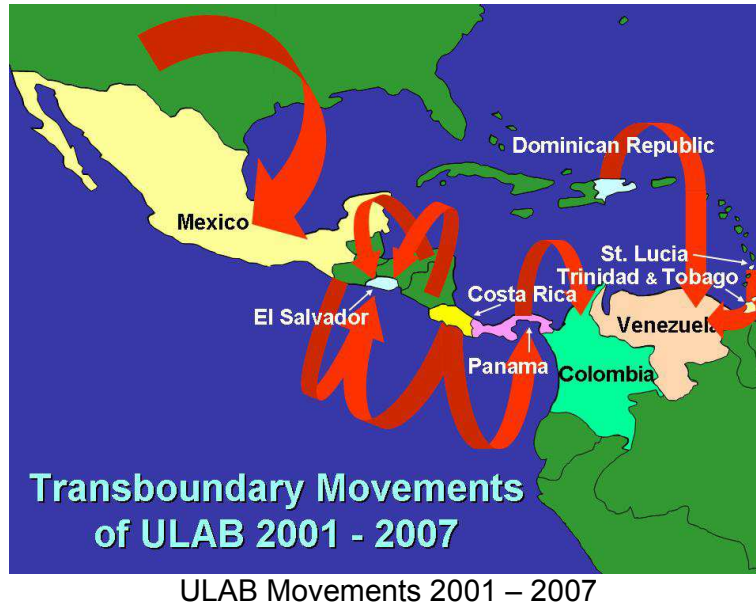 Dominican Republic
Mexico
St. Lucia
Trinidad & Tobago
Costa Rica
El Salvador
Venezuela
Panama
Colombia
Transboundary Movements
of ULAB 2001 - 2007
ULAB Movements 2001 – 2007